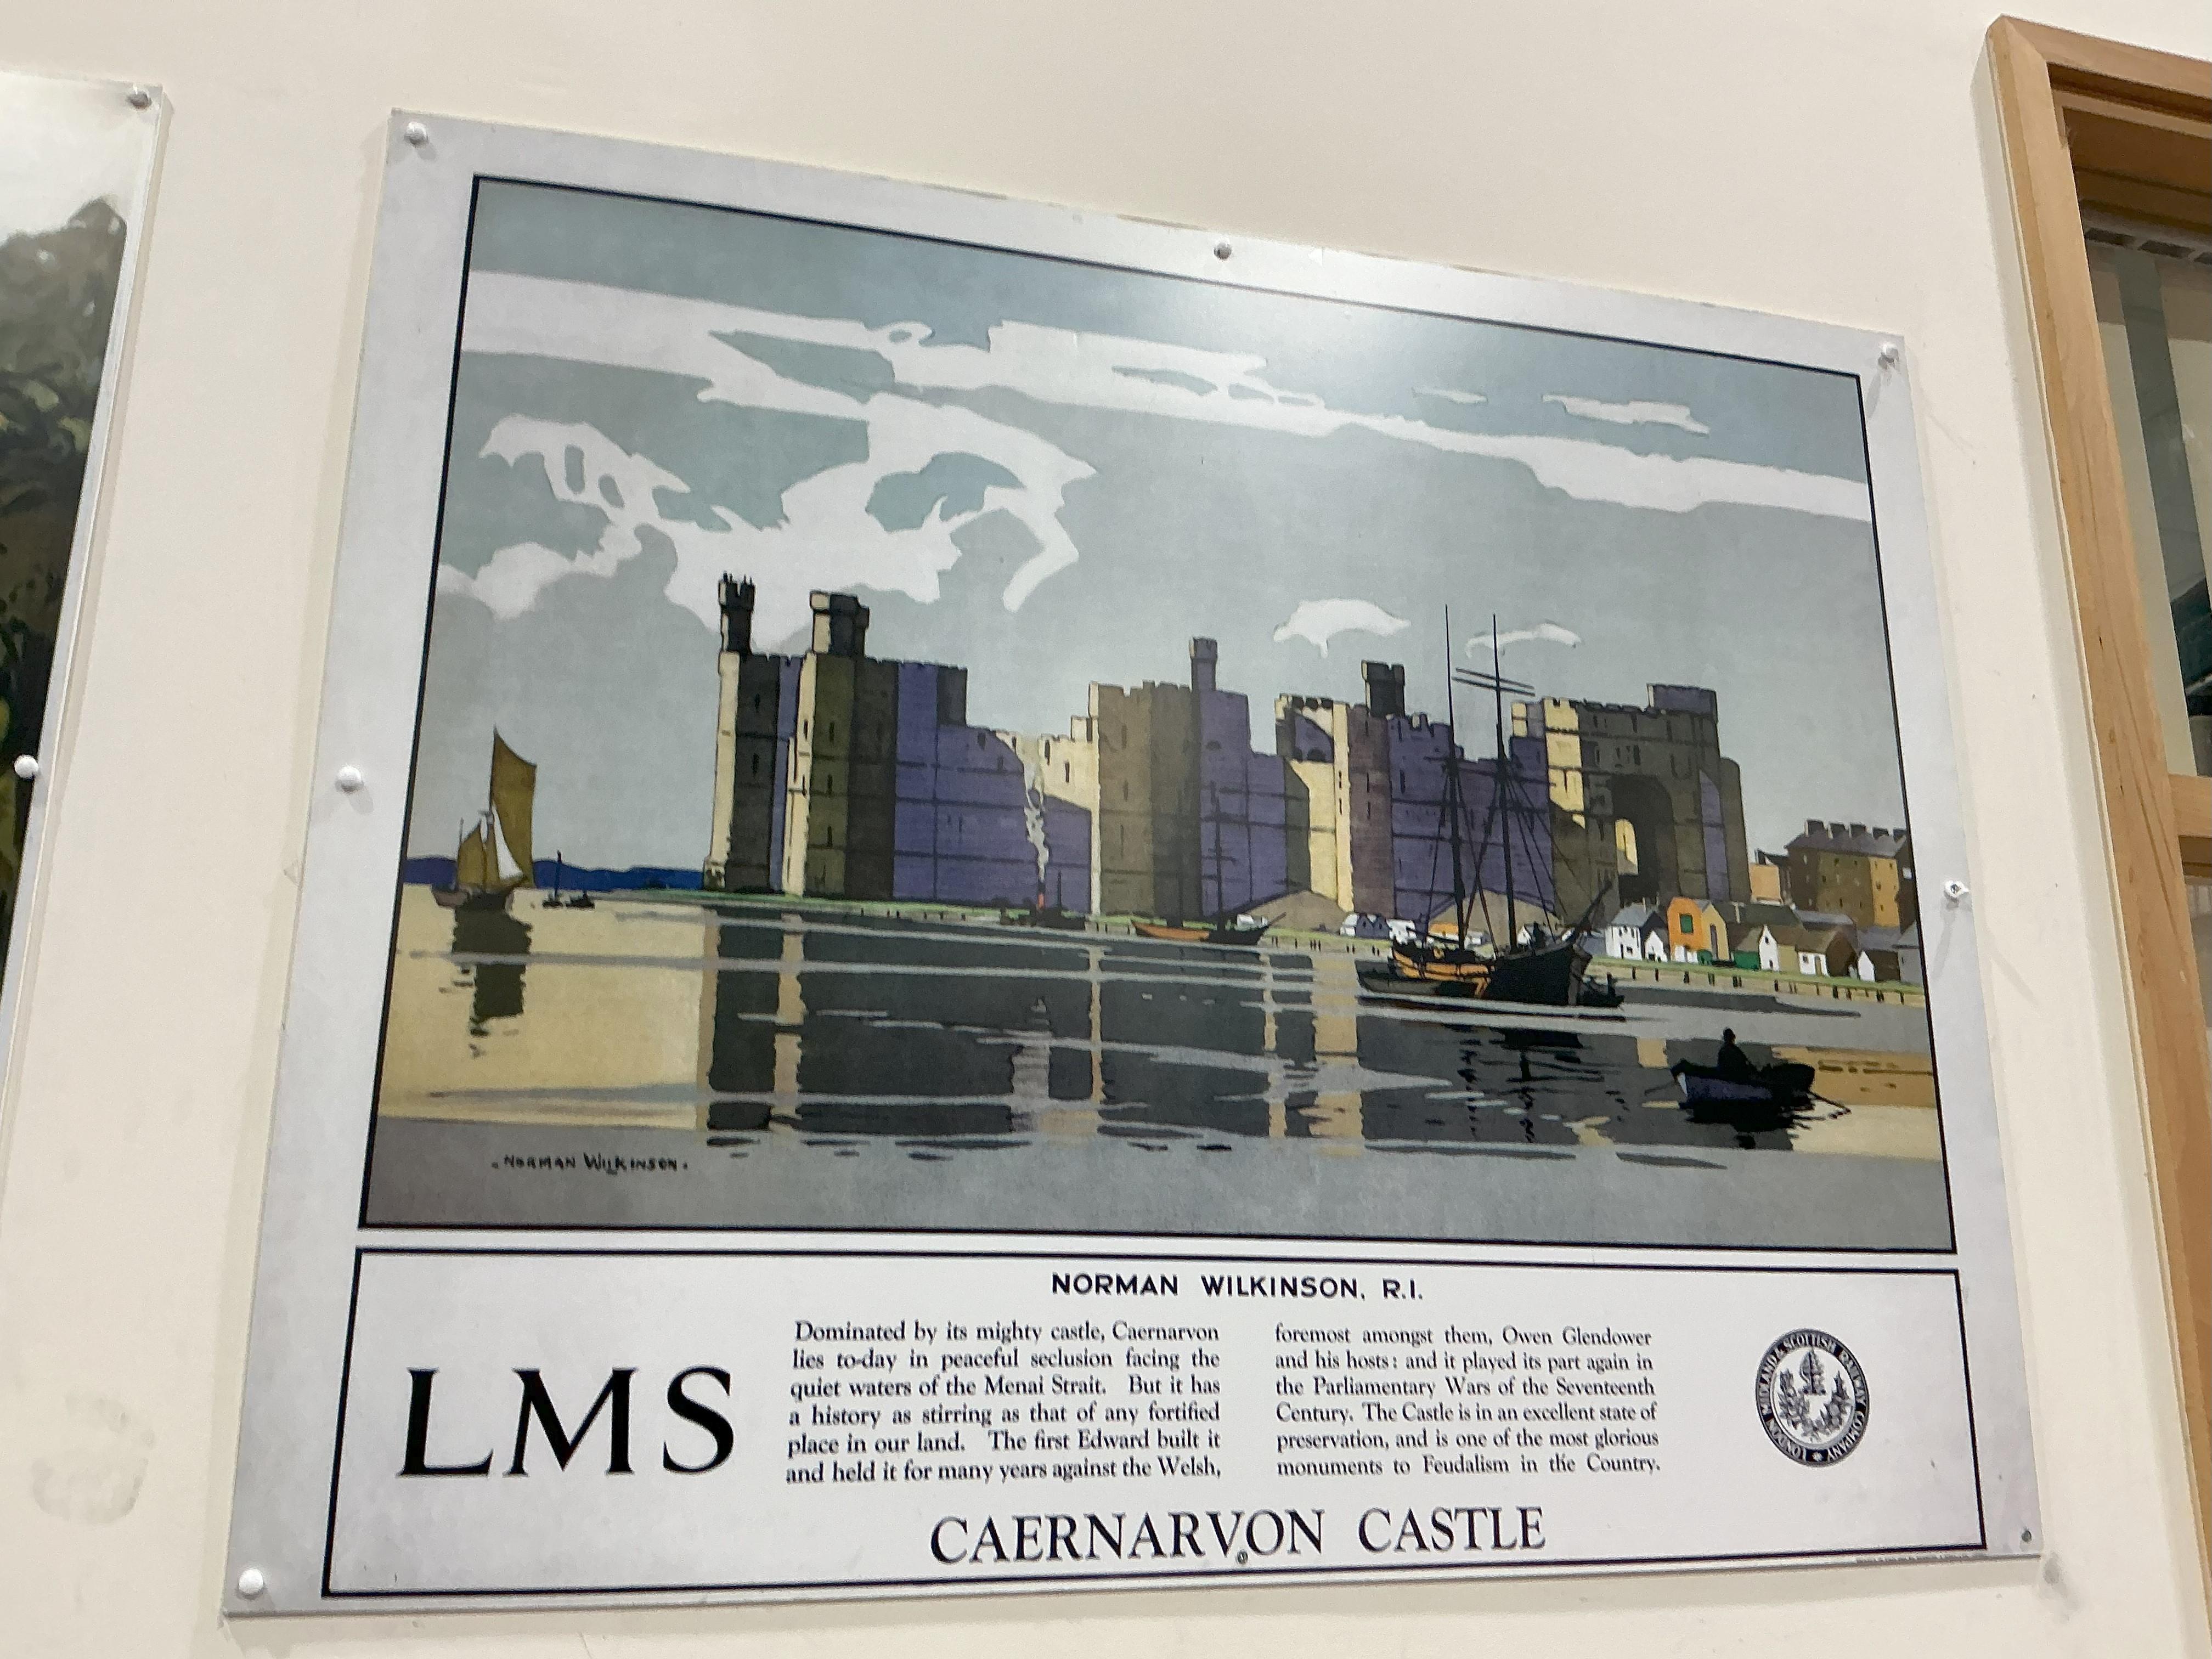 . NORMAN WILKINSON .
NORMAN WILKINSON, R.I.
LMS
Dominated by its mighty castle, Caernarvon
lies to-day in peaceful seclusion facing the
quiet waters of the Menai Strait. But it has
a history as stirring as that of any fortified
place in our land. The first Edward built it
and held it for many years against the Welsh,
foremost amongst them, Owen Glendower
and his hosts: and it played its part again in
the Parliamentary Wars of the Seventeenth
Century. The Castle is in an excellent state of
preservation, and is one of the most glorious
monuments to Feudalism in the Country.
LONDON MIDLAND & SCOTTISH RAILWAY COMPANY
CAERNARVON CASTLE